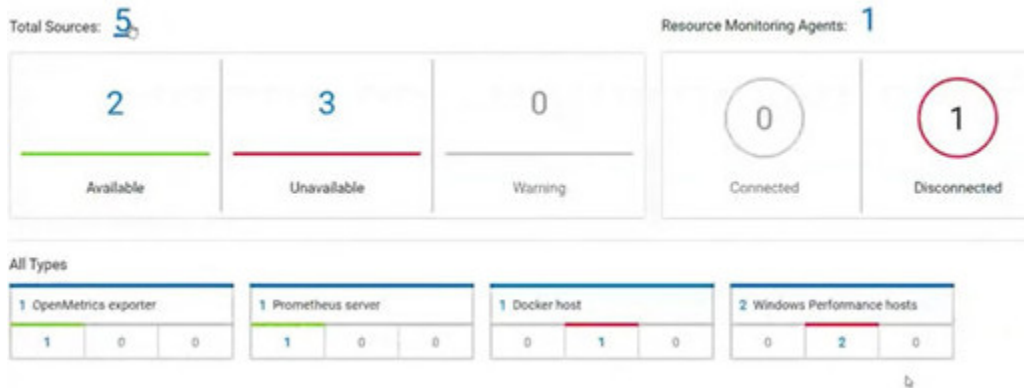 Total Sources: 5
Resource Monitoring Agents: 1
2
3
0
Available
Unavailable
Warning
0
1
Connected
Disconnected
All Types
1 OpenMetrics exporter
1 0 0
1 Prometheus server
1 0 0
1 Docker host
0 1 0
2 Windows Performance hosts
0 2 0